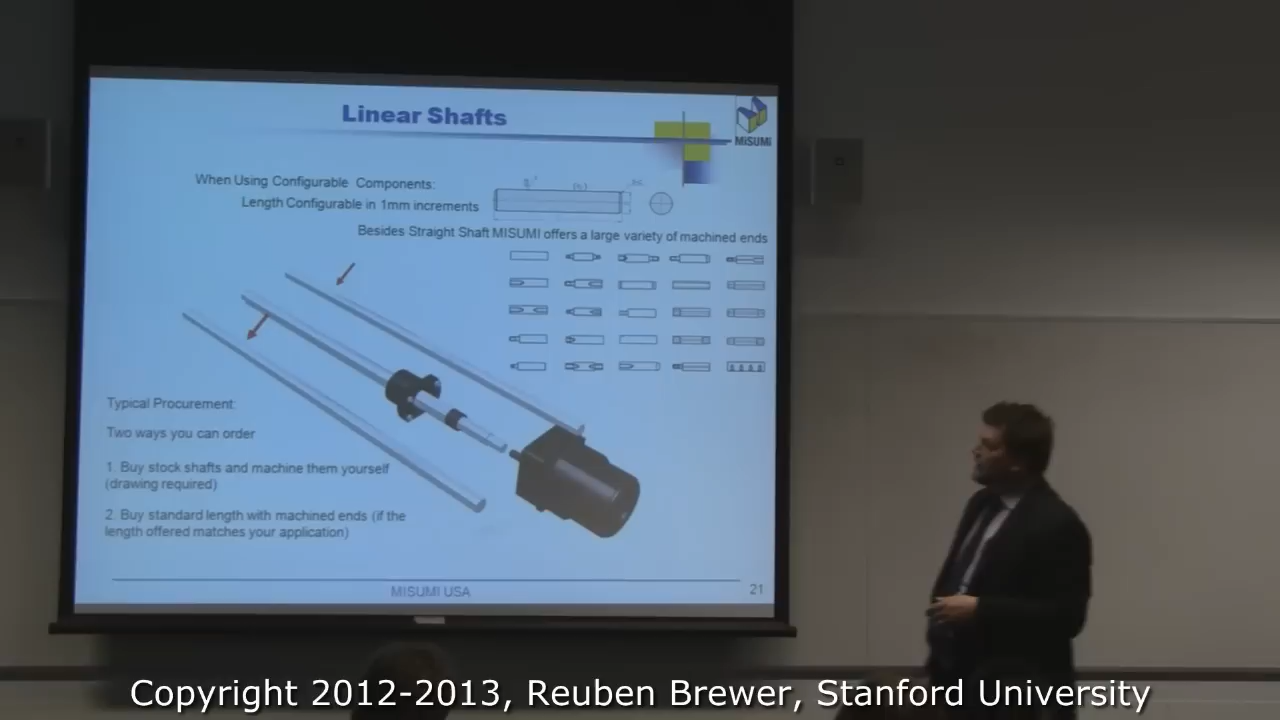 Linear Shafts
MiSUMi
When Using Configurable Components:
Length Configurable in 1mm increments
Besides Straight Shaft MISUMI offers a large variety of machined ends
Typical Procurement:
Two ways you can order
1. Buy stock shafts and machine them yourself
(drawing required)
2. Buy standard length with machined ends (if the
length offered matches your application)
MISUMI USA
21
Copyright 2012-2013, Reuben Brewer, Stanford University